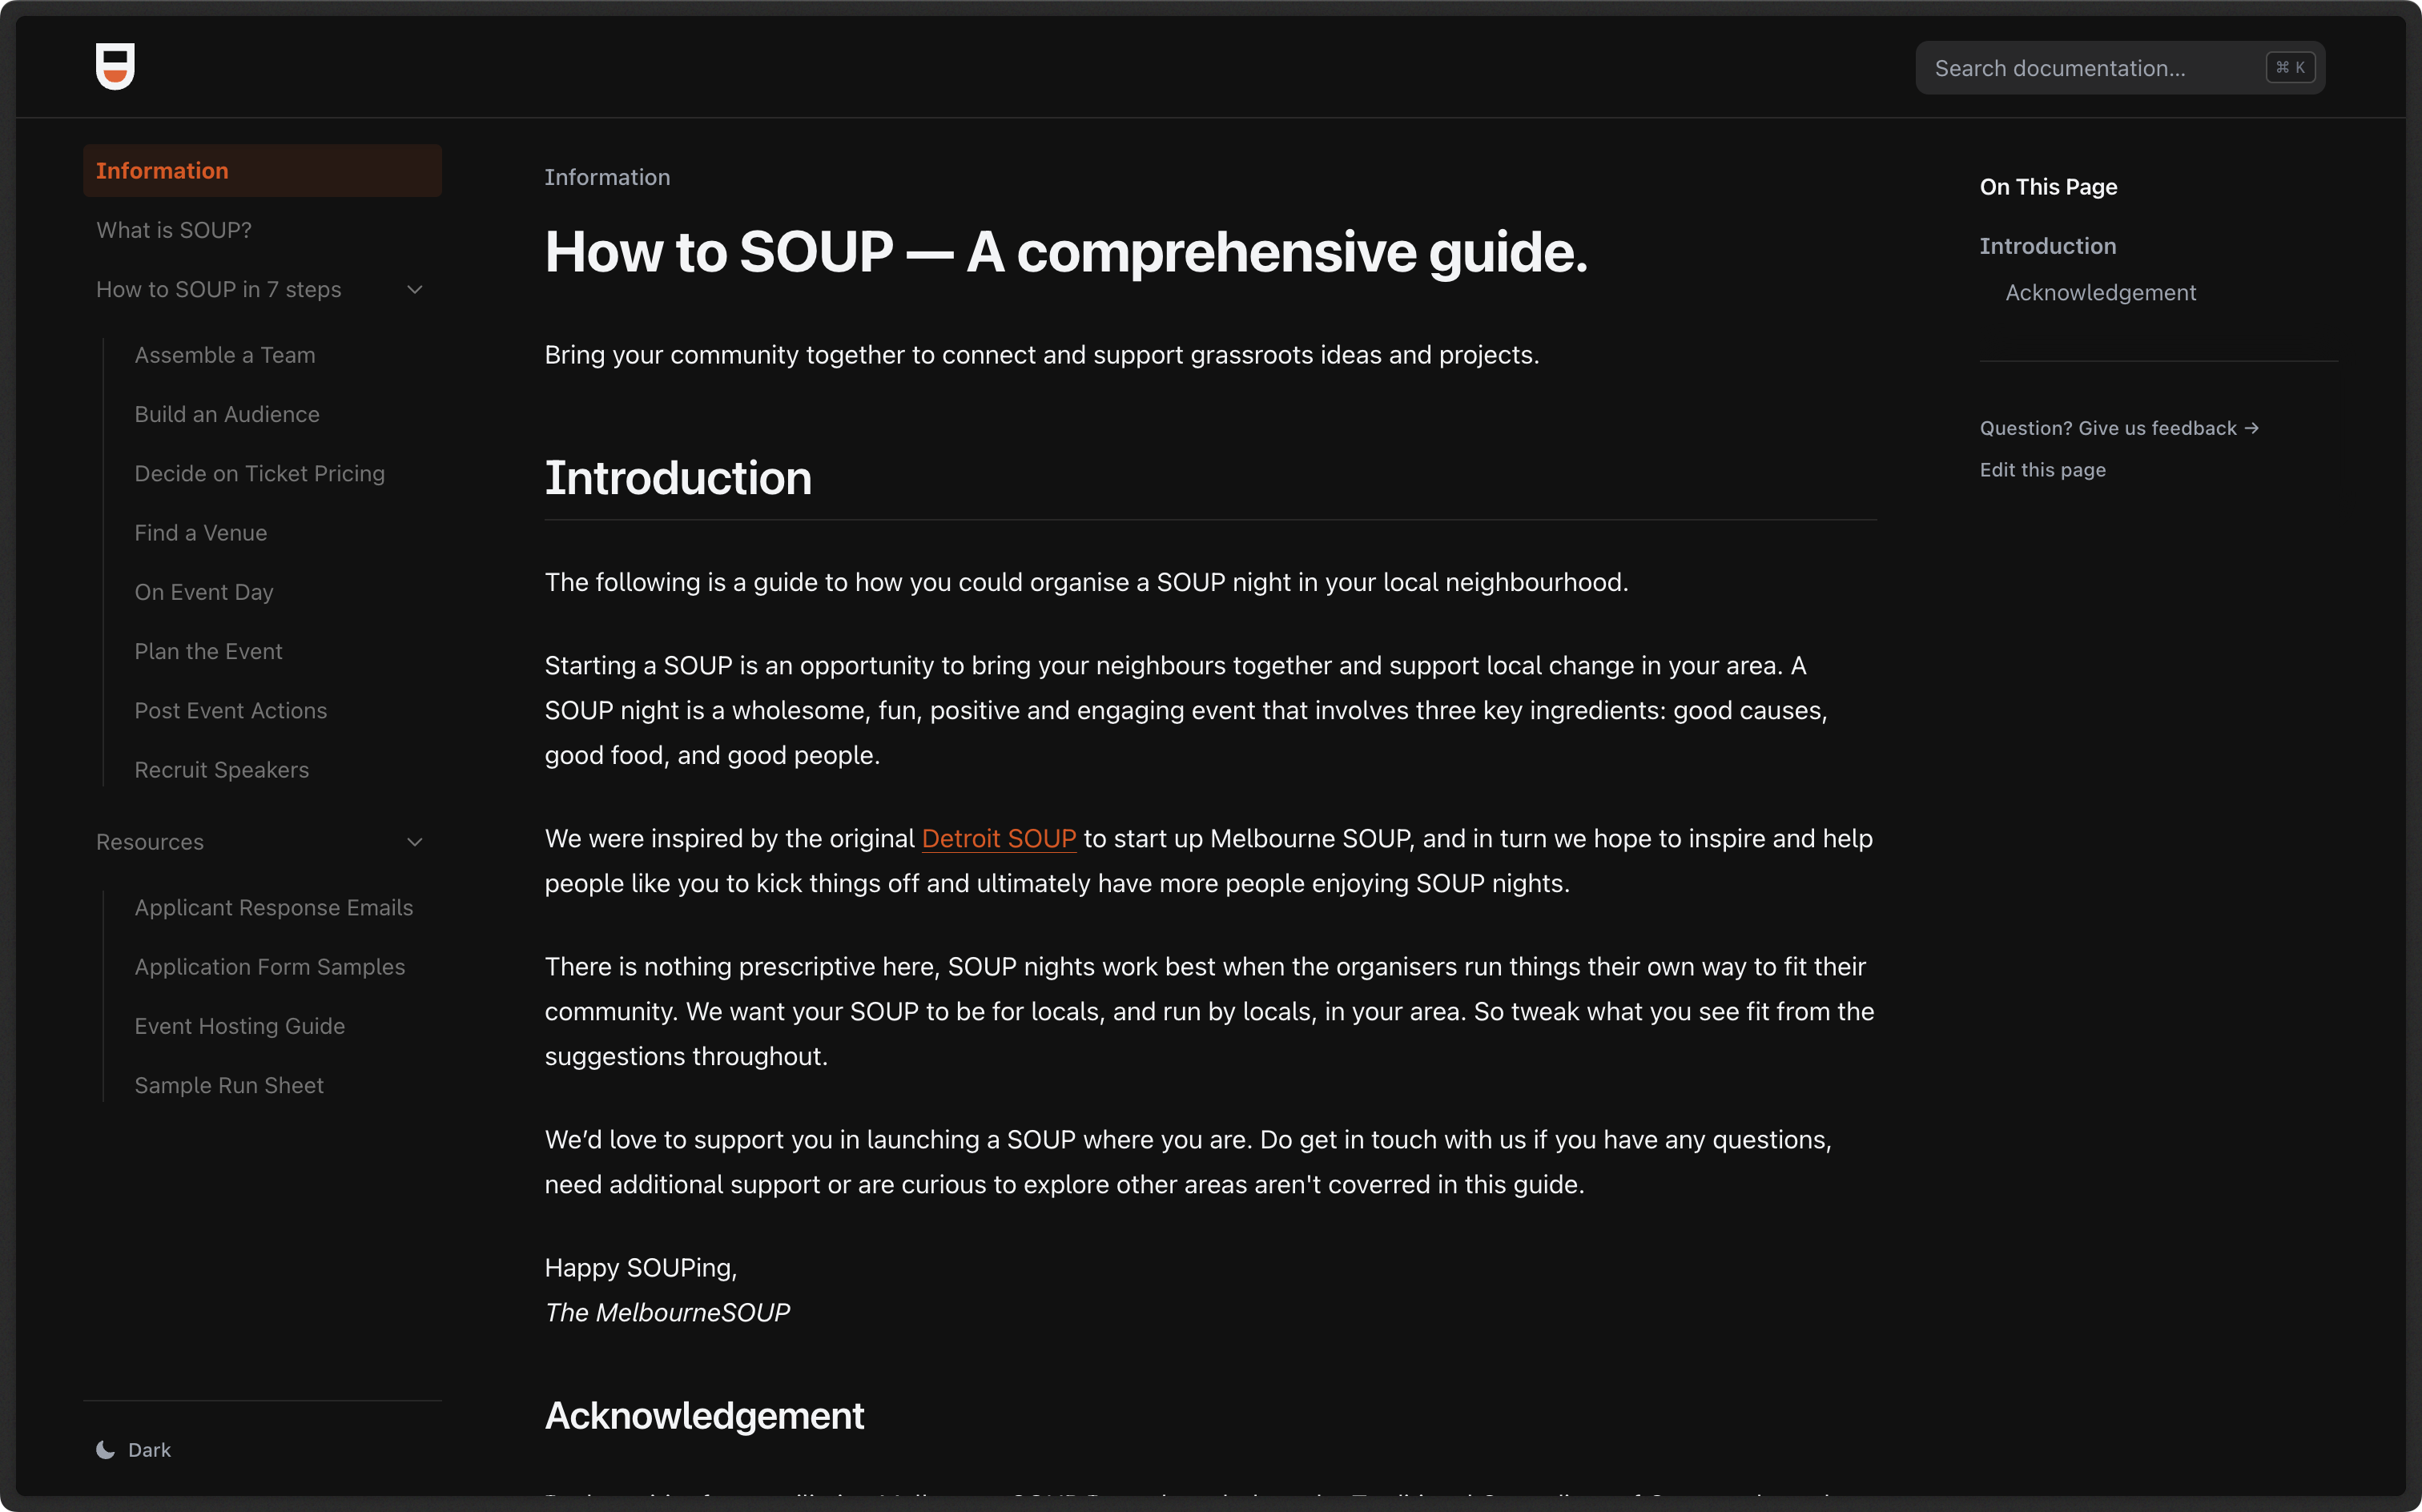 Search documentation...
⌘ K
Information
What is SOUP?
How to SOUP in 7 steps
Assemble a Team
Build an Audience
Decide on Ticket Pricing
Find a Venue
On Event Day
Plan the Event
Post Event Actions
Recruit Speakers
Resources
Applicant Response Emails
Application Form Samples
Event Hosting Guide
Sample Run Sheet
Dark
Information
How to SOUP — A comprehensive guide.
Bring your community together to connect and support grassroots ideas and projects.
Introduction
The following is a guide to how you could organise a SOUP night in your local neighbourhood.
Starting a SOUP is an opportunity to bring your neighbours together and support local change in your area. A
SOUP night is a wholesome, fun, positive and engaging event that involves three key ingredients: good causes,
good food, and good people.
We were inspired by the original Detroit SOUP to start up Melbourne SOUP, and in turn we hope to inspire and help
people like you to kick things off and ultimately have more people enjoying SOUP nights.
There is nothing prescriptive here, SOUP nights work best when the organisers run things their own way to fit their
community. We want your SOUP to be for locals, and run by locals, in your area. So tweak what you see fit from the
suggestions throughout.
We’d love to support you in launching a SOUP where you are. Do get in touch with us if you have any questions,
need additional support or are curious to explore other areas aren't coverred in this guide.
Happy SOUPing,
The MelbourneSOUP
Acknowledgement
On This Page
Introduction
Acknowledgement
Question? Give us feedback →
Edit this page